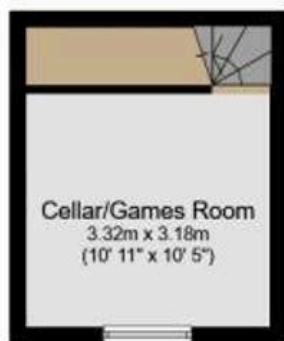 Cellar/Games Room
3.32m x 3.18m
(10' 11" x 10' 5")